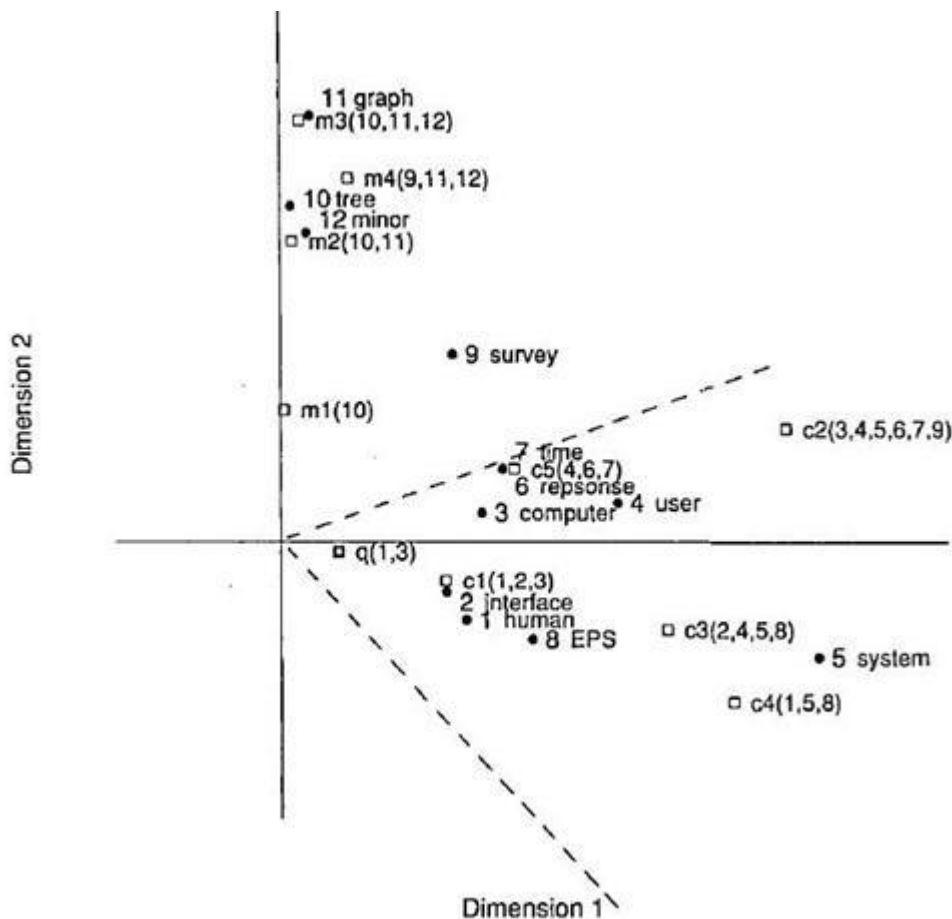 11 graph
m3(10,11,12)
m4(9,11,12)
10 tree
12 minor
m2(10,11)
9 survey
m1(10)
c2(3,4,5,6,7,9)
7 time
c5(4,6,7)
6 repsonse
4 user
3 computer
q(1,3)
c1(1,2,3)
2 interface
1 human
8 EPS
c3(2,4,5,8)
5 system
c4(1,5,8)
Dimension 2
Dimension 1